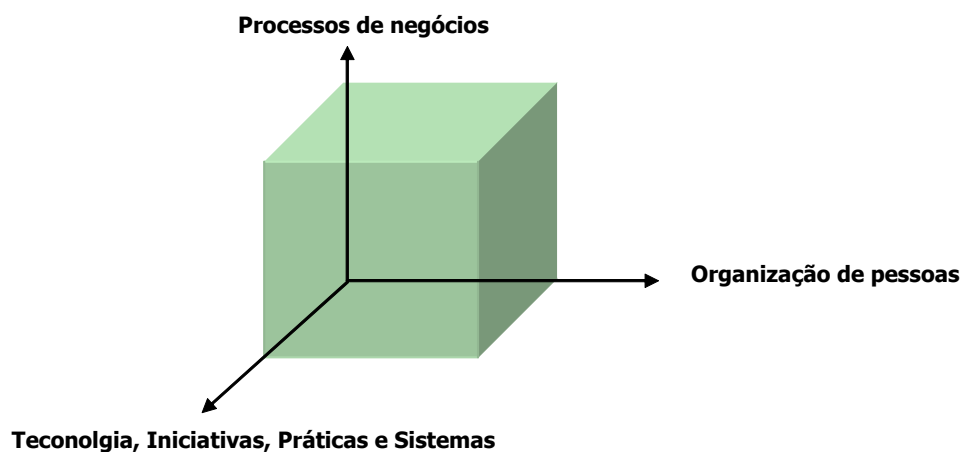 Processos de negócios
Organização de pessoas
Teconolgia, Iniciativas, Práticas e Sistemas